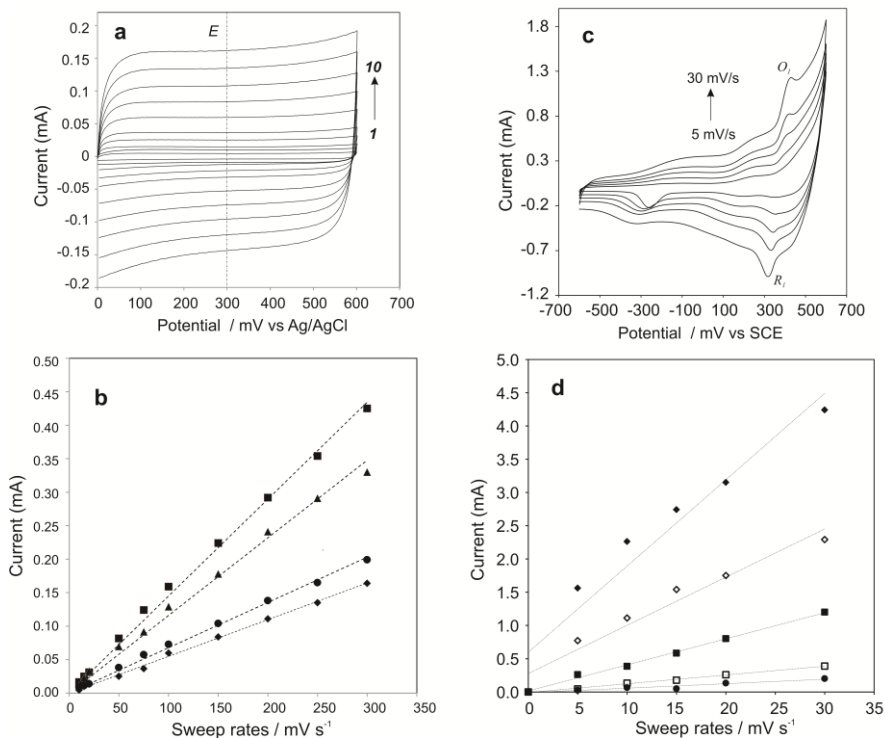 a
E
10
1
0.2
0.15
0.1
0.05
0
-0.05
-0.1
-0.15
-0.2
0 100 200 300 400 500 600 700
Current (mA)
Potential / mV vs Ag/AgCl
c
O₁
30 mV/s
5 mV/s
R₁
1.8
1.3
0.8
0.3
-0.2
-0.7
-1.2
-700 -500 -300 -100 100 300 500 700
Current (mA)
Potential / mV vs SCE
b
0.50
0.45
0.40
0.35
0.30
0.25
0.20
0.15
0.10
0.05
0.00
0 50 100 150 200 250 300 350
Current (mA)
Sweep rates / mV s⁻¹
d
5.0
4.5
4.0
3.5
3.0
2.5
2.0
1.5
1.0
0.5
0.0
0 5 10 15 20 25 30 35
Current (mA)
Sweep rates / mV s⁻¹